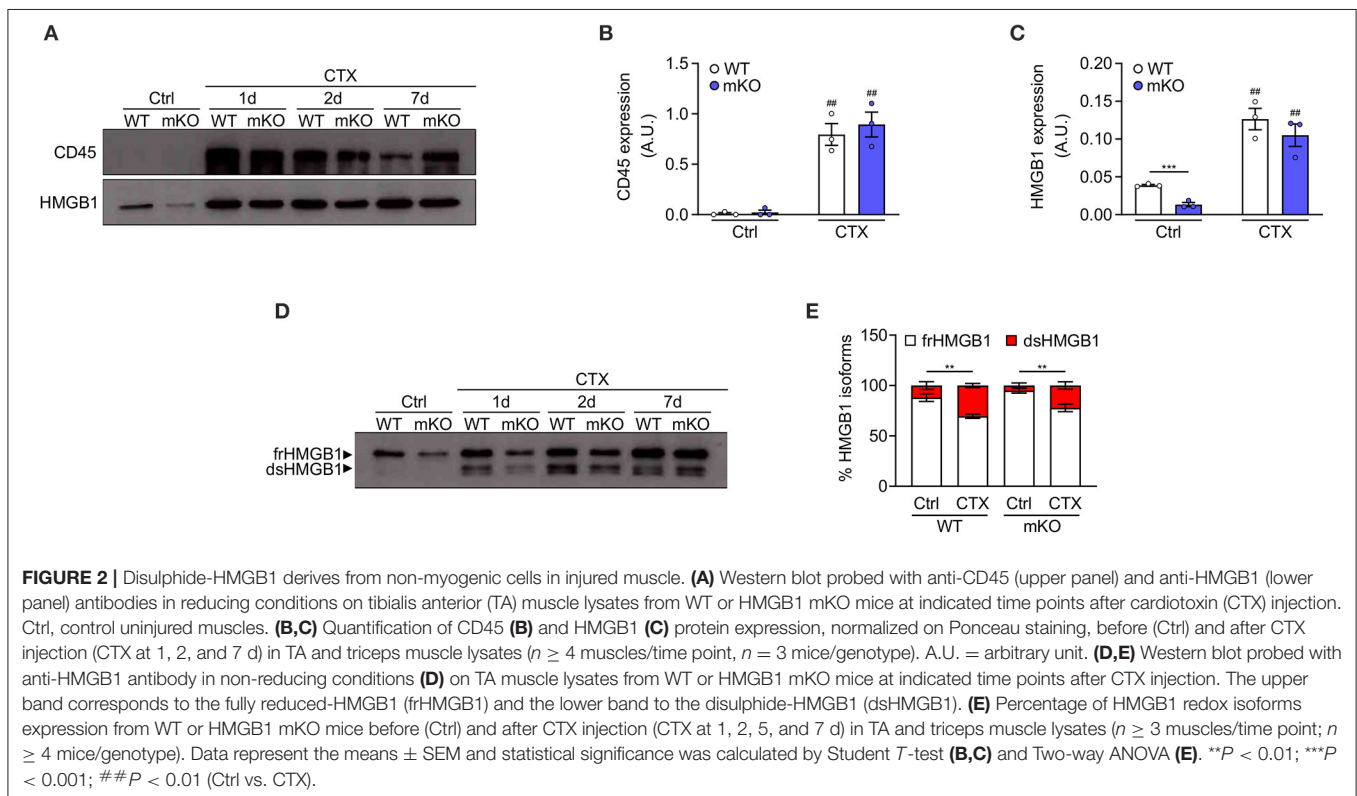 A
CTX
Ctrl 1d 2d 7d
WT mKO WT mKO WT mKO WT mKO
CD45
HMGB1
B
CD45 expression
(A.U.)
1.5
1.0
0.5
0.0
WT
mKO
## ##
Ctrl CTX
C
HMGB1 expression
(A.U.)
0.20
0.15
0.10
0.05
0.00
WT
mKO
***
## ##
Ctrl CTX
D
CTX
Ctrl 1d 2d 7d
WT mKO WT mKO WT mKO WT mKO
frHMGB1
dsHMGB1
E
% HMGB1 isoforms
150
100
50
0
frHMGB1 dsHMGB1
** **
Ctrl CTX Ctrl CTX
WT mKO
FIGURE 2 | Disulphide-HMGB1 derives from non-myogenic cells in injured muscle. (A) Western blot probed with anti-CD45 (upper panel) and anti-HMGB1 (lower
panel) antibodies in reducing conditions on tibialis anterior (TA) muscle lysates from WT or HMGB1 mKO mice at indicated time points after cardiotoxin (CTX) injection.
Ctrl, control uninjured muscles. (B,C) Quantification of CD45 (B) and HMGB1 (C) protein expression, normalized on Ponceau staining, before (Ctrl) and after CTX
injection (CTX at 1, 2, and 7 d) in TA and triceps muscle lysates (n ≥ 4 muscles/time point, n = 3 mice/genotype). A.U. = arbitrary unit. (D,E) Western blot probed with
anti-HMGB1 antibody in non-reducing conditions (D) on TA muscle lysates from WT or HMGB1 mKO mice at indicated time points after CTX injection. The upper
band corresponds to the fully reduced-HMGB1 (frHMGB1) and the lower band to the disulphide-HMGB1 (dsHMGB1). (E) Percentage of HMGB1 redox isoforms
expression from WT or HMGB1 mKO mice before (Ctrl) and after CTX injection (CTX at 1, 2, 5, and 7 d) in TA and triceps muscle lysates (n ≥ 3 muscles/time point; n
≥ 4 mice/genotype). Data represent the means ± SEM and statistical significance was calculated by Student T-test (B,C) and Two-way ANOVA (E). **P < 0.01; ***P
< 0.001; ##P < 0.01 (Ctrl vs. CTX).